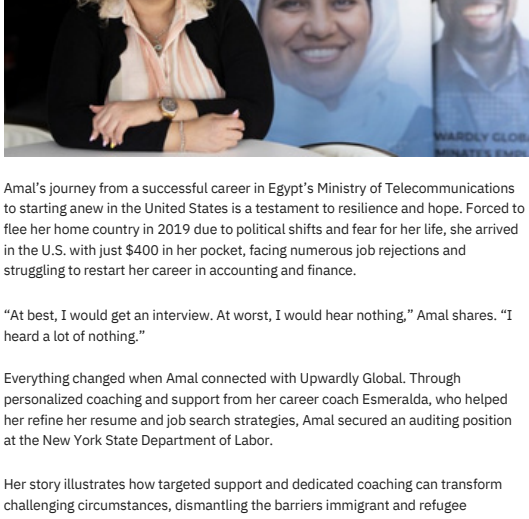 WARDLY GLOB
MINATES EMPL
Amal’s journey from a successful career in Egypt’s Ministry of Telecommunications
to starting anew in the United States is a testament to resilience and hope. Forced to
flee her home country in 2019 due to political shifts and fear for her life, she arrived
in the U.S. with just $400 in her pocket, facing numerous job rejections and
struggling to restart her career in accounting and finance.
“At best, I would get an interview. At worst, I would hear nothing,” Amal shares. “I
heard a lot of nothing.”
Everything changed when Amal connected with Upwardly Global. Through
personalized coaching and support from her career coach Esmeralda, who helped
her refine her resume and job search strategies, Amal secured an auditing position
at the New York State Department of Labor.
Her story illustrates how targeted support and dedicated coaching can transform
challenging circumstances, dismantling the barriers immigrant and refugee